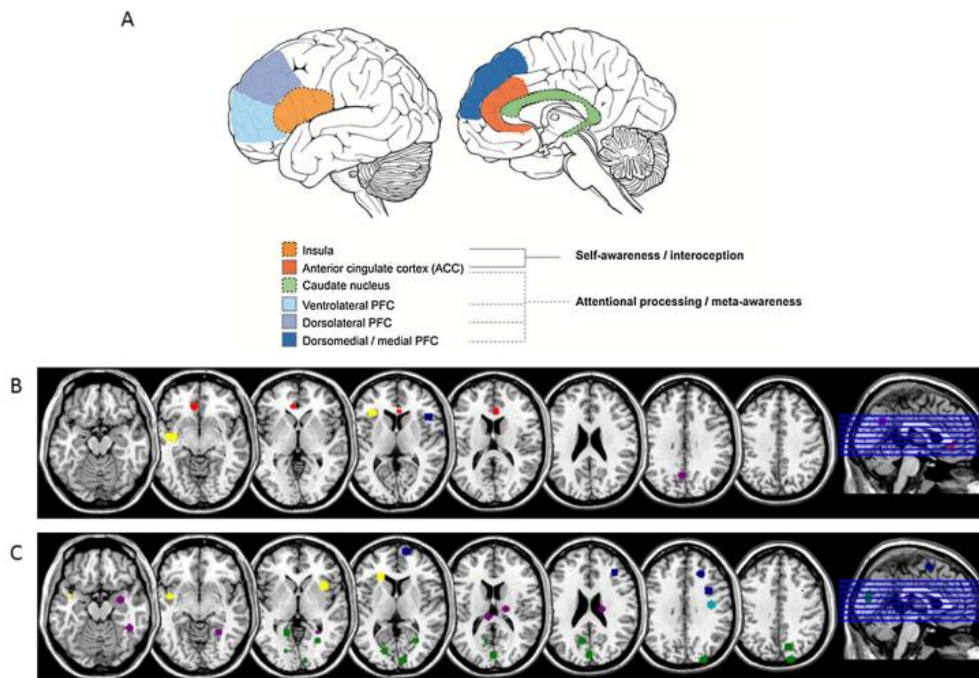 A
Insula
Anterior cingulate cortex (ACC)
Self-awareness / interoception
Caudate nucleus
Ventrolateral PFC
Attentional processing / meta-awareness
Dorsolateral PFC
Dorsomedial / medial PFC
B
C